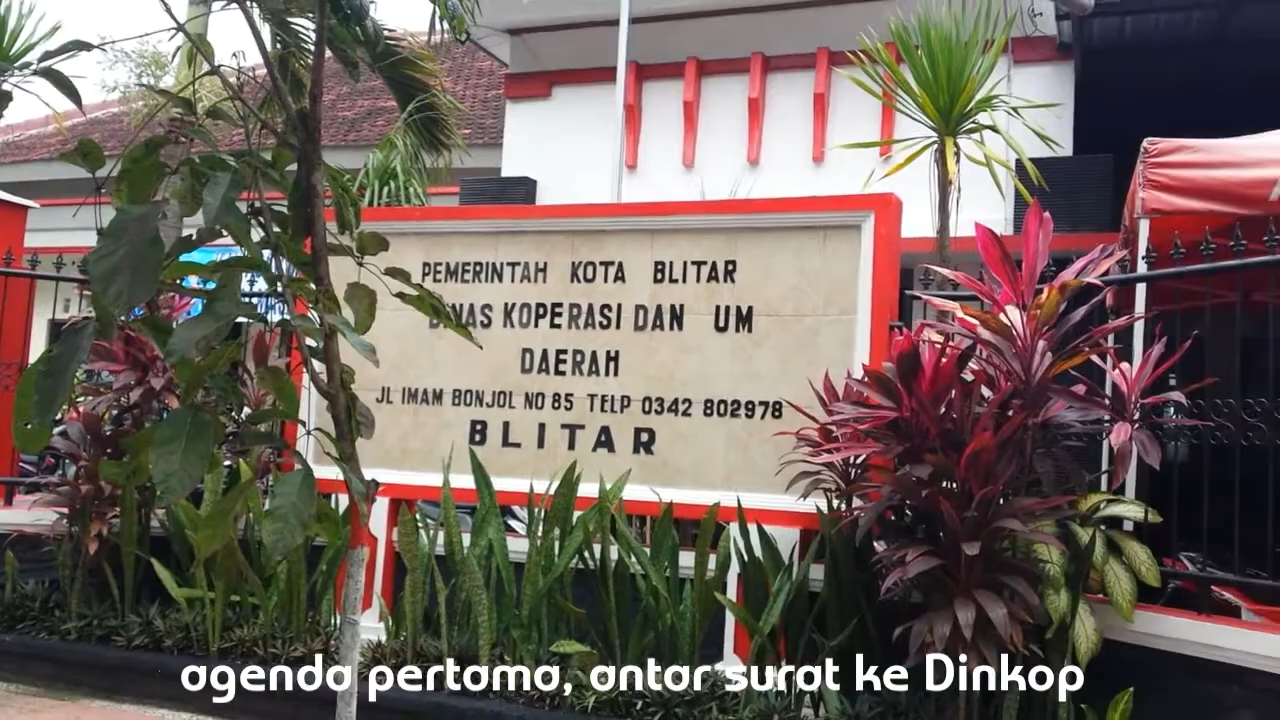 PEMERINTAH KOTA BLITAR
DINAS KOPERASI DAN UM
DAERAH
JL IMAM BONJOL NO 85 TELP 0342 802978
BLITAR
agenda pertama, antar surat ke Dinkop